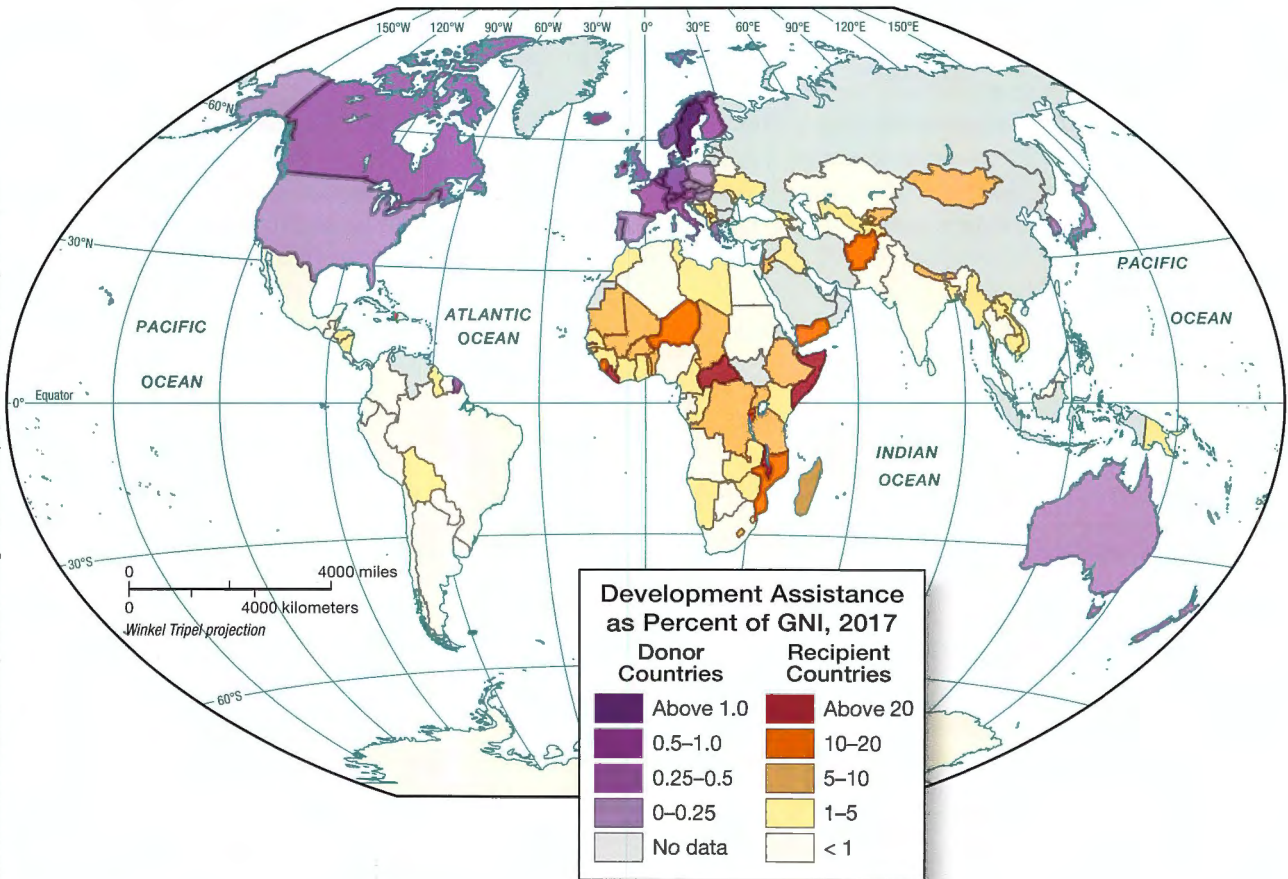 150°W 120°W 90°W 60°W 30°W 0° 30°E 60°E 90°E 120°E 150°E
60°N
30°N
PACIFIC
OCEAN
ATLANTIC
OCEAN
PACIFIC
OCEAN
0° Equator
INDIAN
OCEAN
30°S
0 4000 miles
0 4000 kilometers
Winkel Tripel projection
60°S
Development Assistance
as Percent of GNI, 2017
Donor
Countries
Above 1.0
0.5–1.0
0.25–0.5
0–0.25
No data
Recipient
Countries
Above 20
10–20
5–10
1–5
< 1